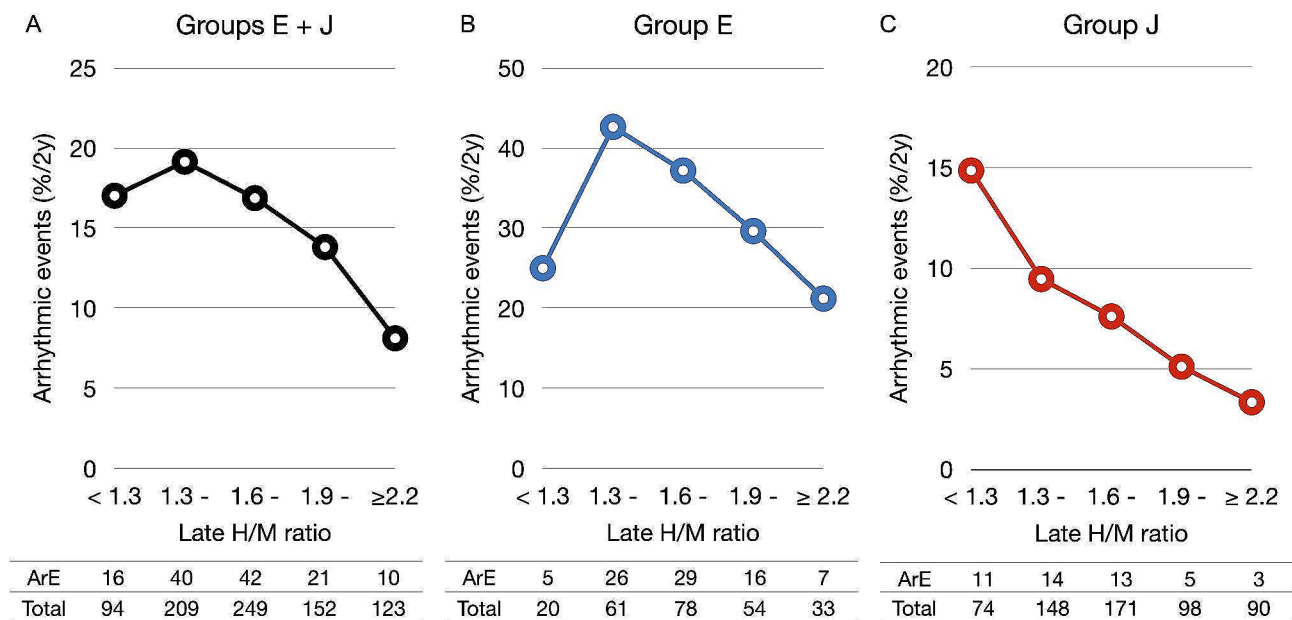 A Groups E + J
Arrhythmic events (%/2y)
25
20
15
10
5
0
< 1.3 1.3 - 1.6 - 1.9 - ≥2.2
Late H/M ratio
ArE 16 40 42 21 10
Total 94 209 249 152 123
B Group E
Arrhythmic events (%/2y)
50
40
30
20
10
0
< 1.3 1.3 - 1.6 - 1.9 - ≥ 2.2
Late H/M ratio
ArE 5 26 29 16 7
Total 20 61 78 54 33
C Group J
Arrhythmic events (%/2y)
20
15
10
5
0
< 1.3 1.3 - 1.6 - 1.9 - ≥ 2.2
Late H/M ratio
ArE 11 14 13 5 3
Total 74 148 171 98 90